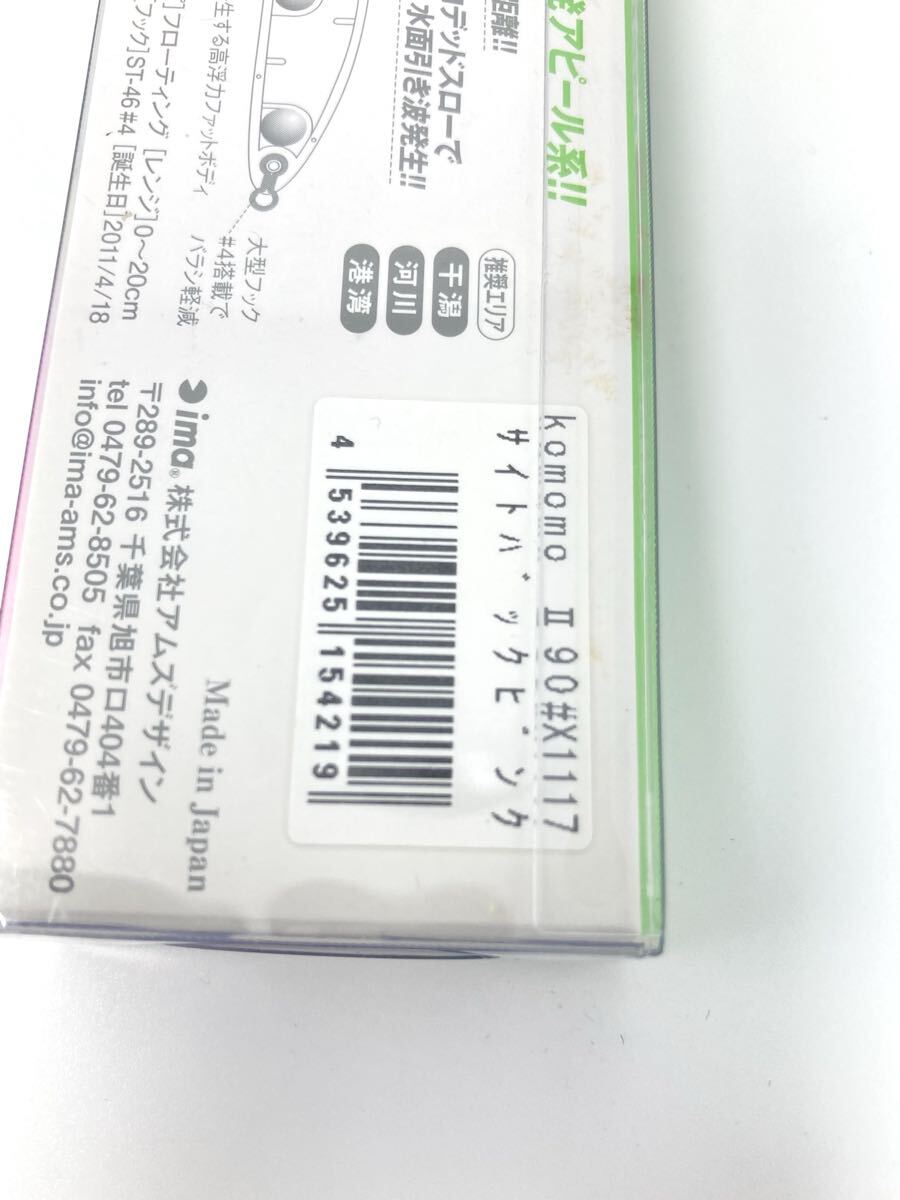 発アピール系!!
距離!!
デッドスローで
水面引き波発生!!
生する高浮力ファットボディ
フローティング [レンジ]0〜20cm
フック]ST-46#4 [誕生日]2011/4/18
大型フック
#4搭載で
バラシ軽減
推奨エリア
干潟
河川
港湾
komomo Ⅱ 90#X1117
サイトバックピンク
4 539625 154219
Made in Japan
ima® 株式会社アムズデザイン
〒289-2516 千葉県旭市ロ404番1
tel 0479-62-8505 fax 0479-62-7880
info@ima-ams.co.jp